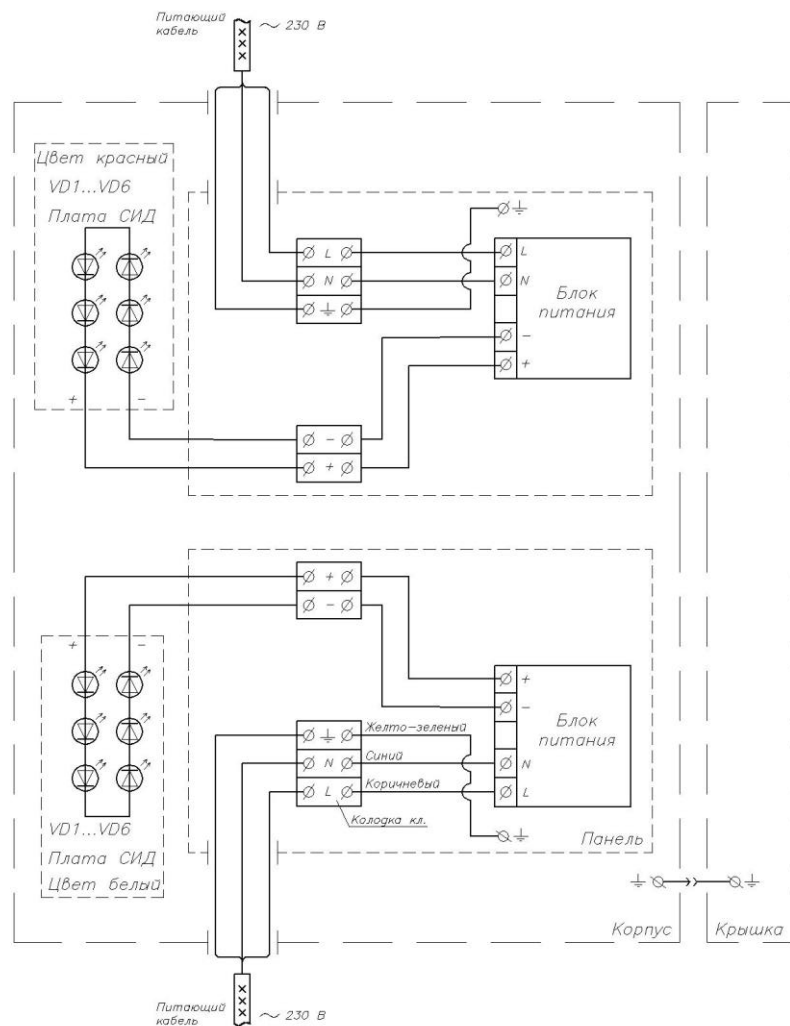 Питающий
кабель
~ 230 В
Цвет красный
VD1...VD6
Плата СИД
+
-
L
N
L
N
-
+
Блок
питания
-
+
+
-
+
-
+
-
Блок
питания
N
L
Желто-зеленый
N
Синий
L
Коричневый
Колодка кл.
VD1...VD6
Плата СИД
Цвет белый
Панель
Корпус
Крышка
Питающий
кабель
~ 230 В